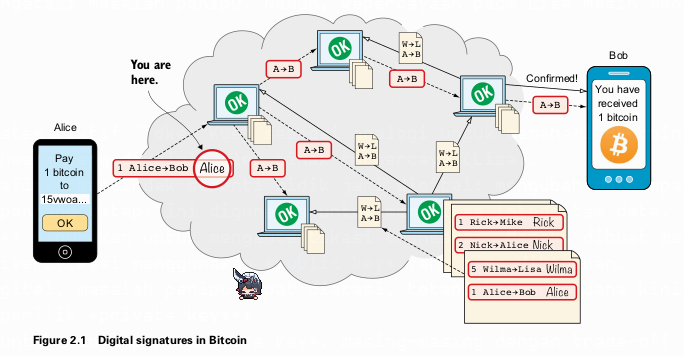 Bob
You are
here.
OK
W→L
A→B
A→B
A→B
Confirmed!
A→B
You have
received
1 bitcoin
OK
OK
Alice
Pay
1 bitcoin
to
15vwoa...
OK
1 Alice→Bob Alice
A→B
A→B
W→L
A→B
W→L
A→B
OK
W→L
A→B
OK
1 Rick→Mike Rick
2 Nick→Alice Nick
5 Wilma→Lisa Wilma
1 Alice→Bob Alice
Figure 2.1 Digital signatures in Bitcoin